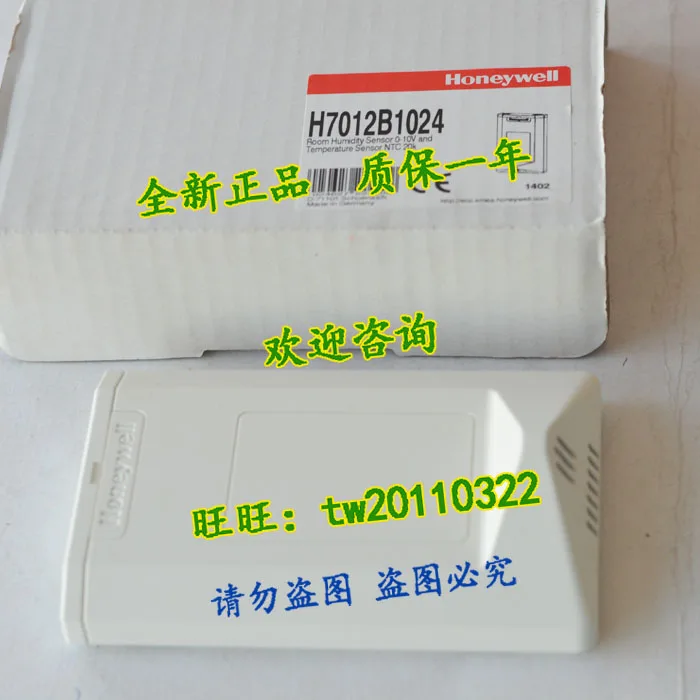 Honeywell
H7012B1024
Room Humidity Sensor 0-10V and
Temperature Sensor NTC 20k
Honeywell
全新正品 质保一年
1402
Made in Germany
欢迎咨询
Honeywell
旺旺：tw20110322
请勿盗图 盗图必究